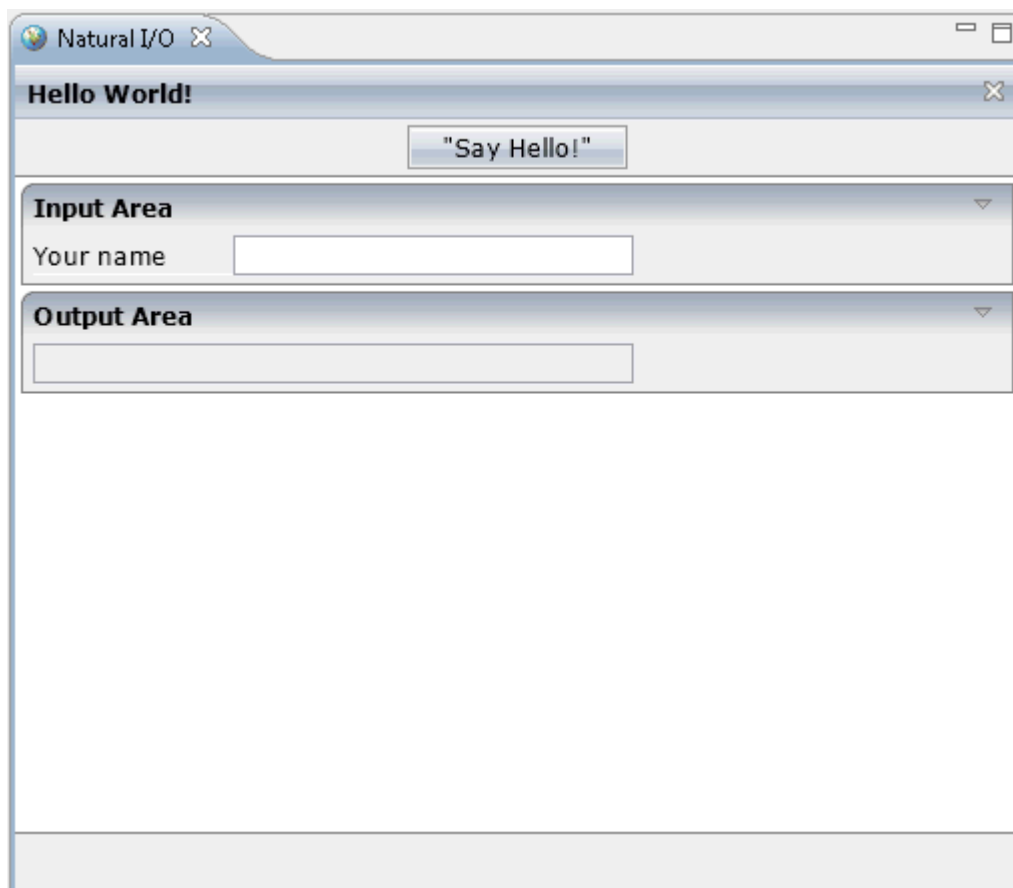 Natural I/O
Hello World!
"Say Hello!"
Input Area
Your name
Output Area